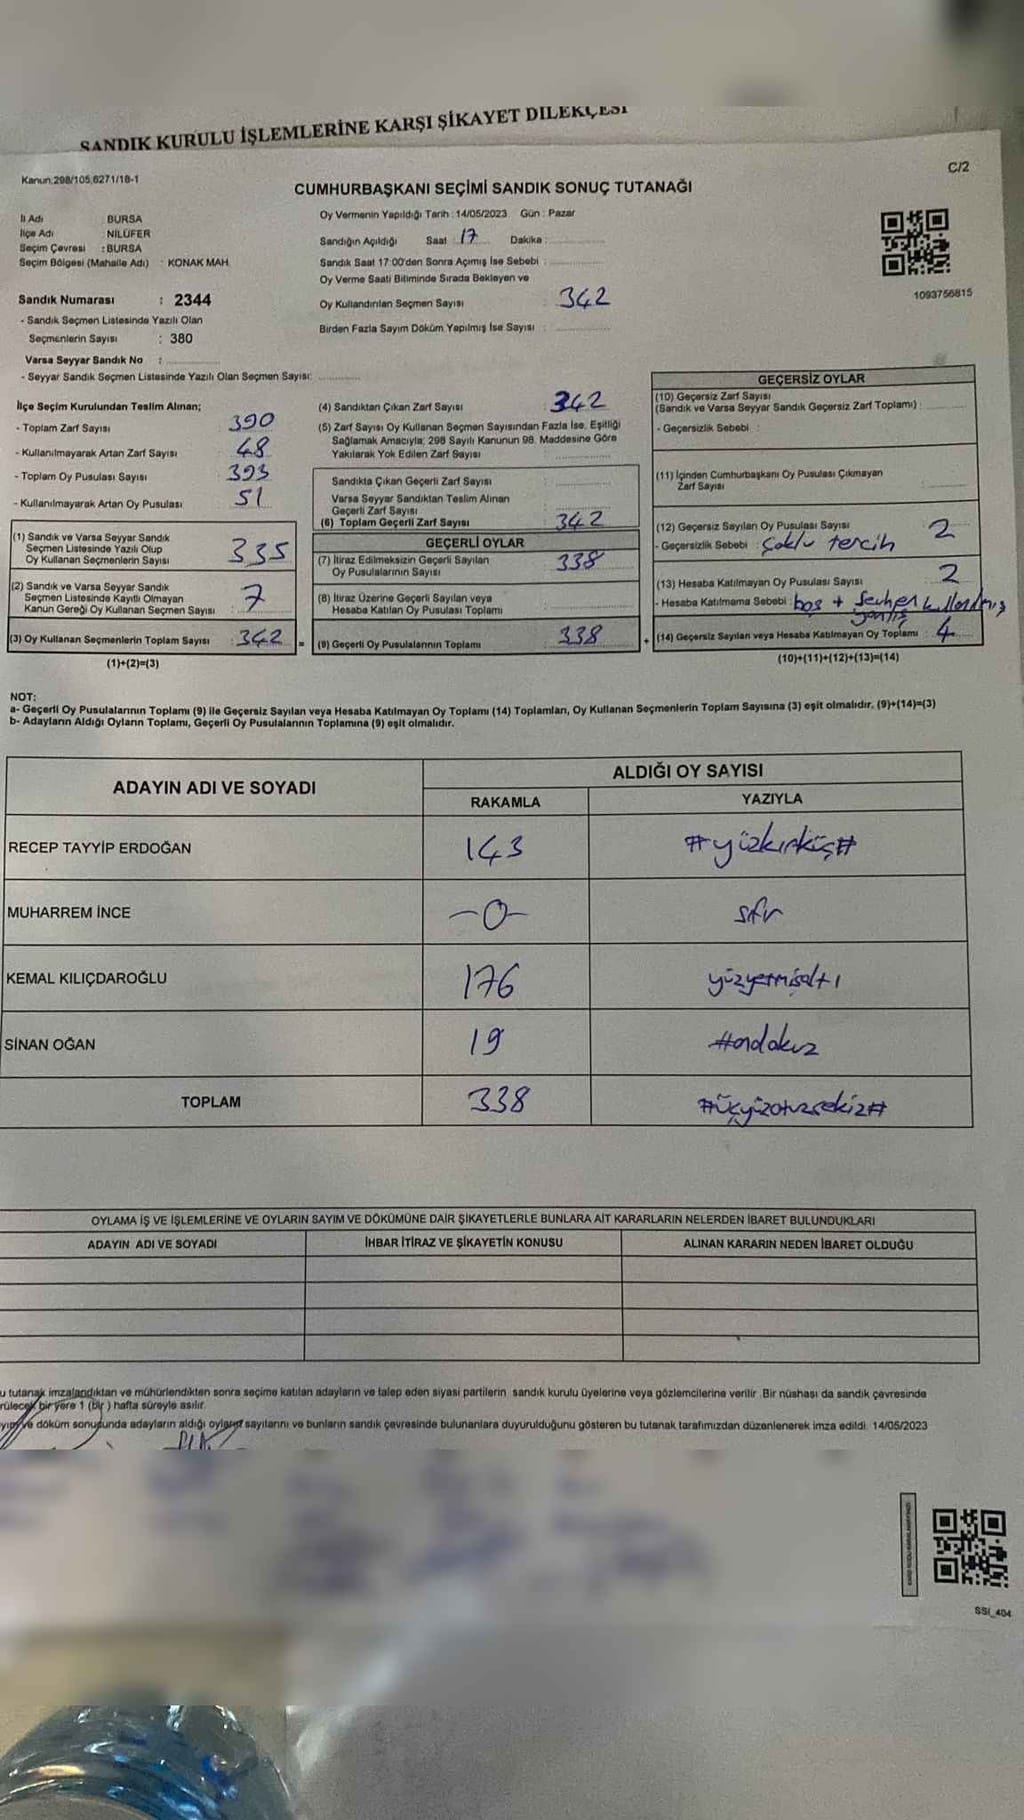 SANDIK KURULU İŞLEMLERİNE KARŞI ŞİKAYET DİLEKÇESİ
Kanun:298/105,6271/18-1
C/2
CUMHURBAŞKANI SEÇİMİ SANDIK SONUÇ TUTANAĞI
İl Adı : BURSA
İlçe Adı : NİLÜFER
Seçim Çevresi : BURSA
Seçim Bölgesi (Mahalle Adı) : KONAK MAH.
Sandık Numarası : 2344
- Sandık Seçmen Listesinde Yazılı Olan
Seçmenlerin Sayısı : 380
Varsa Seyyar Sandık No :
- Seyyar Sandık Seçmen Listesinde Yazılı Olan Seçmen Sayısı:
Oy Vermenin Yapıldığı Tarih : 14/05/2023 Gün : Pazar
Sandığın Açıldığı Saat : 17 Dakika :
Sandık Saat 17:00'den Sonra Açımış İse Sebebi :
Oy Verme Saati Bitiminde Sırada Bekleyen ve
Oy Kullandırılan Seçmen Sayısı : 342
Birden Fazla Sayım Döküm Yapılmış İse Sayısı :
1093756815
İlçe Seçim Kurulundan Teslim Alınan;
- Toplam Zarf Sayısı : 390
- Kullanılmayarak Artan Zarf Sayısı : 48
- Toplam Oy Pusulası Sayısı : 393
- Kullanılmayarak Artan Oy Pusulası : 51
(1) Sandık ve Varsa Seyyar Sandık
Seçmen Listesinde Yazılı Olup
Oy Kullanan Seçmenlerin Sayısı : 335
(2) Sandık ve Varsa Seyyar Sandık
Seçmen Listesinde Kayıtlı Olmayan
Kanun Gereği Oy Kullanan Seçmen Sayısı : 7
(3) Oy Kullanan Seçmenlerin Toplam Sayısı : 342
(1)+(2)=(3)
=
(4) Sandıktan Çıkan Zarf Sayısı : 342
(5) Zarf Sayısı Oy Kullanan Seçmen Sayısından Fazla İse, Eşitliği
Sağlamak Amacıyla; 298 Sayılı Kanunun 98. Maddesine Göre
Yakılarak Yok Edilen Zarf Sayısı :
Sandıkta Çıkan Geçerli Zarf Sayısı :
Varsa Seyyar Sandıktan Teslim Alınan
Geçerli Zarf Sayısı :
(6) Toplam Geçerli Zarf Sayısı : 342
GEÇERLİ OYLAR
(7) İtiraz Edilmeksizin Geçerli Sayılan
Oy Pusulalarının Sayısı : 338
(8) İtiraz Üzerine Geçerli Sayılan veya
Hesaba Katılan Oy Pusulası Toplamı :
(9) Geçerli Oy Pusulalarının Toplamı : 338
+
GEÇERSİZ OYLAR
(10) Geçersiz Zarf Sayısı
(Sandık ve Varsa Seyyar Sandık Geçersiz Zarf Toplamı) :
- Geçersizlik Sebebi :
(11) İçinden Cumhurbaşkanı Oy Pusulası Çıkmayan
Zarf Sayısı :
(12) Geçersiz Sayılan Oy Pusulası Sayısı : 2
- Geçersizlik Sebebi : Çoklu tercih
(13) Hesaba Katılmayan Oy Pusulası Sayısı : 2
- Hesaba Katılmama Sebebi : boş + yanlış kullanılmış
(14) Geçersiz Sayılan veya Hesaba Katılmayan Oy Toplamı : 4
(10)+(11)+(12)+(13)=(14)
NOT:
a- Geçerli Oy Pusulalarının Toplamı (9) ile Geçersiz Sayılan veya Hesaba Katılmayan Oy Toplamı (14) Toplamları, Oy Kullanan Seçmenlerin Toplam Sayısına (3) eşit olmalıdır. (9)+(14)=(3)
b- Adayların Aldığı Oyların Toplamı, Geçerli Oy Pusulalarının Toplamına (9) eşit olmalıdır.
ADAYIN ADI VE SOYADI
ALDIĞI OY SAYISI
RAKAMLA YAZIYLA
RECEP TAYYİP ERDOĞAN 143 #yüzkırküç#
MUHARREM İNCE -0- sıfır
KEMAL KILIÇDAROĞLU 176 yüzyetmişaltı
SİNAN OĞAN 19 #ondokuz
TOPLAM 338 #üçyüzotuzsekiz#
OYLAMA İŞ VE İŞLEMLERİNE VE OYLARIN SAYIM VE DÖKÜMÜNE DAİR ŞİKAYETLERLE BUNLARA AİT KARARLARIN NELERDEN İBARET BULUNDUKLARI
ADAYIN ADI VE SOYADI İHBAR İTİRAZ VE ŞİKAYETİN KONUSU ALINAN KARARIN NEDEN İBARET OLDUĞU
u tutanak imzalandıktan ve mühürlendikten sonra seçime katılan adayların ve talep eden siyasi partilerin sandık kurulu üyelerine veya gözlemcilerine verilir. Bir nüshası da sandık çevresinde
rülecek bir yere 1 (bir) hafta süreyle asılır.
yım ve döküm sonucunda adayların aldığı oyların sayılarını ve bunların sandık çevresinde bulunanlara duyurulduğunu gösteren bu tutanak tarafımızdan düzenlenerek imza edildi. 14/05/2023
SSI_404